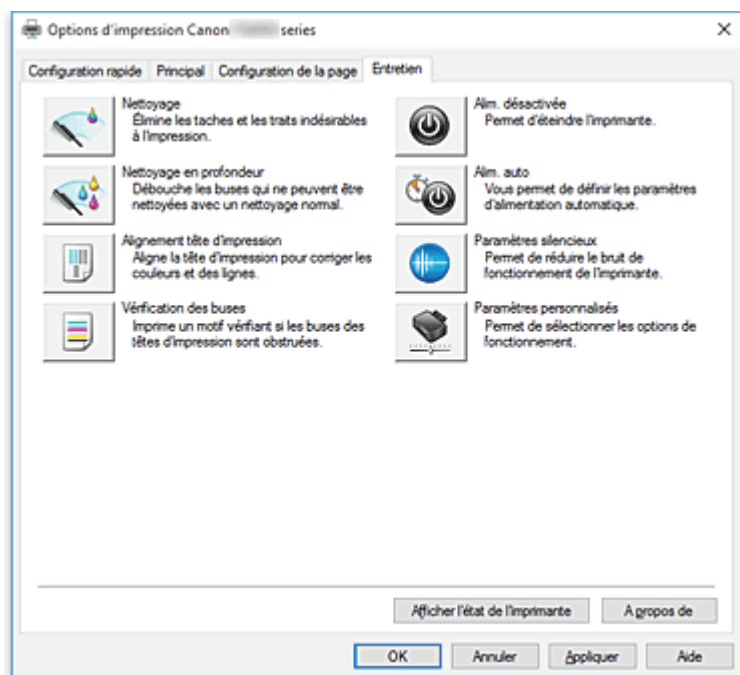 Options d'impression Canon series
Configuration rapide Principal Configuration de la page Entretien
Nettoyage
Élimine les taches et les traits indésirables
à l'impression.
Nettoyage en profondeur
Débouche les buses qui ne peuvent être
nettoyées avec un nettoyage normal.
Alignement tête d'impression
Aligne la tête d'impression pour corriger les
couleurs et des lignes.
Vérification des buses
Imprime un motif vérifiant si les buses des
têtes d'impression sont obstruées.
Alim. désactivée
Permet d'éteindre l'imprimante.
Alim. auto
Vous permet de définir les paramètres
d'alimentation automatique.
Paramètres silencieux
Permet de réduire le bruit de
fonctionnement de l'imprimante.
Paramètres personnalisés
Permet de sélectionner les options de
fonctionnement.
Afficher l'état de l'imprimante A propos de
OK Annuler Appliquer Aide